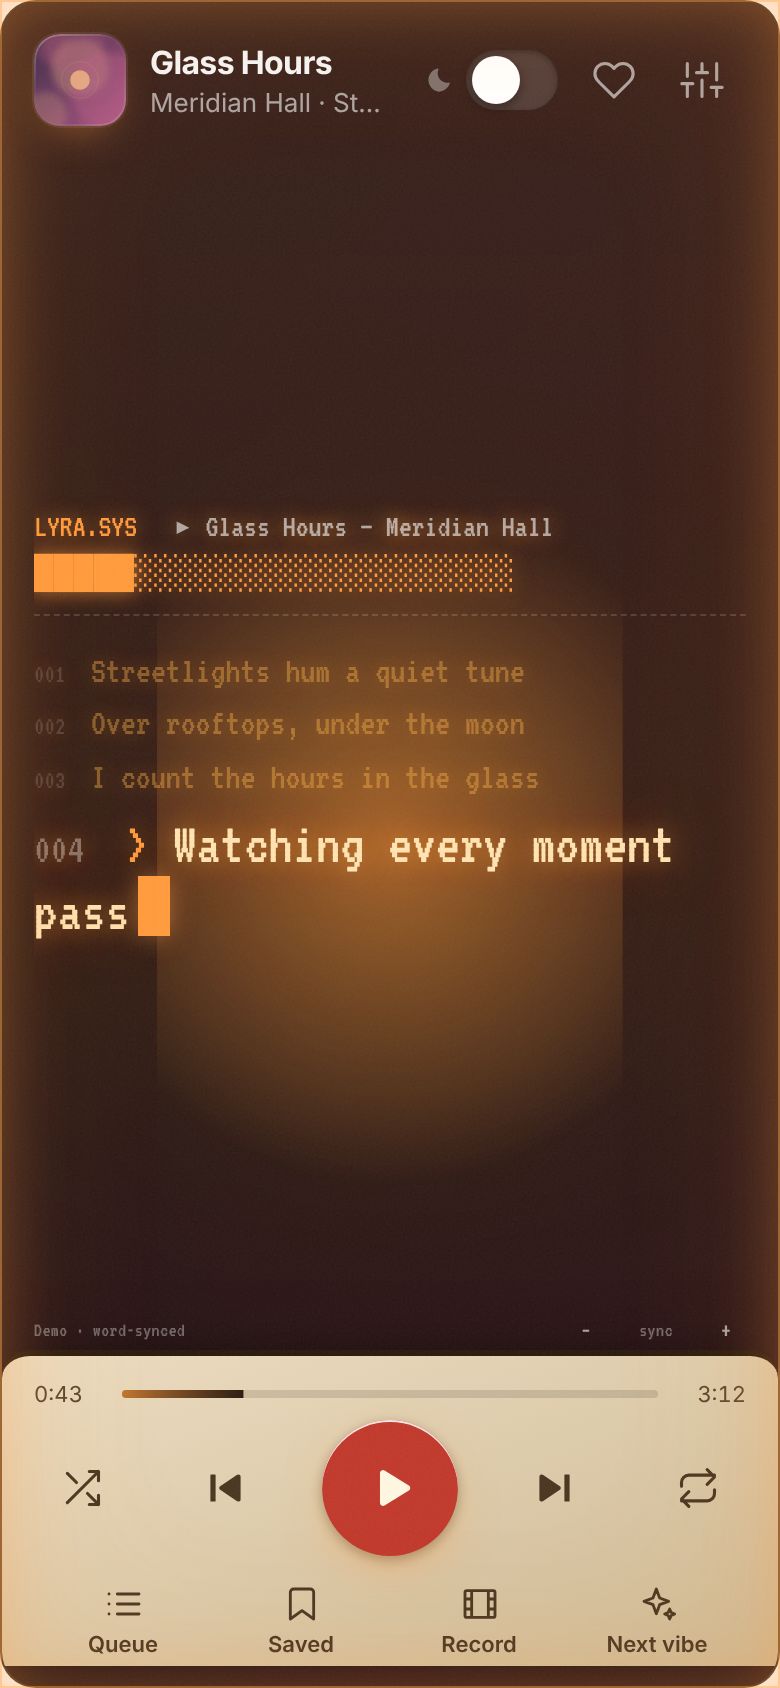 Glass Hours
Meridian Hall · St...
LYRA.SYS ► Glass Hours - Meridian Hall
001 Streetlights hum a quiet tune
002 Over rooftops, under the moon
003 I count the hours in the glass
004 › Watching every moment
pass
Demo · word-synced - sync +
0:43 3:12
Queue Saved Record Next vibe